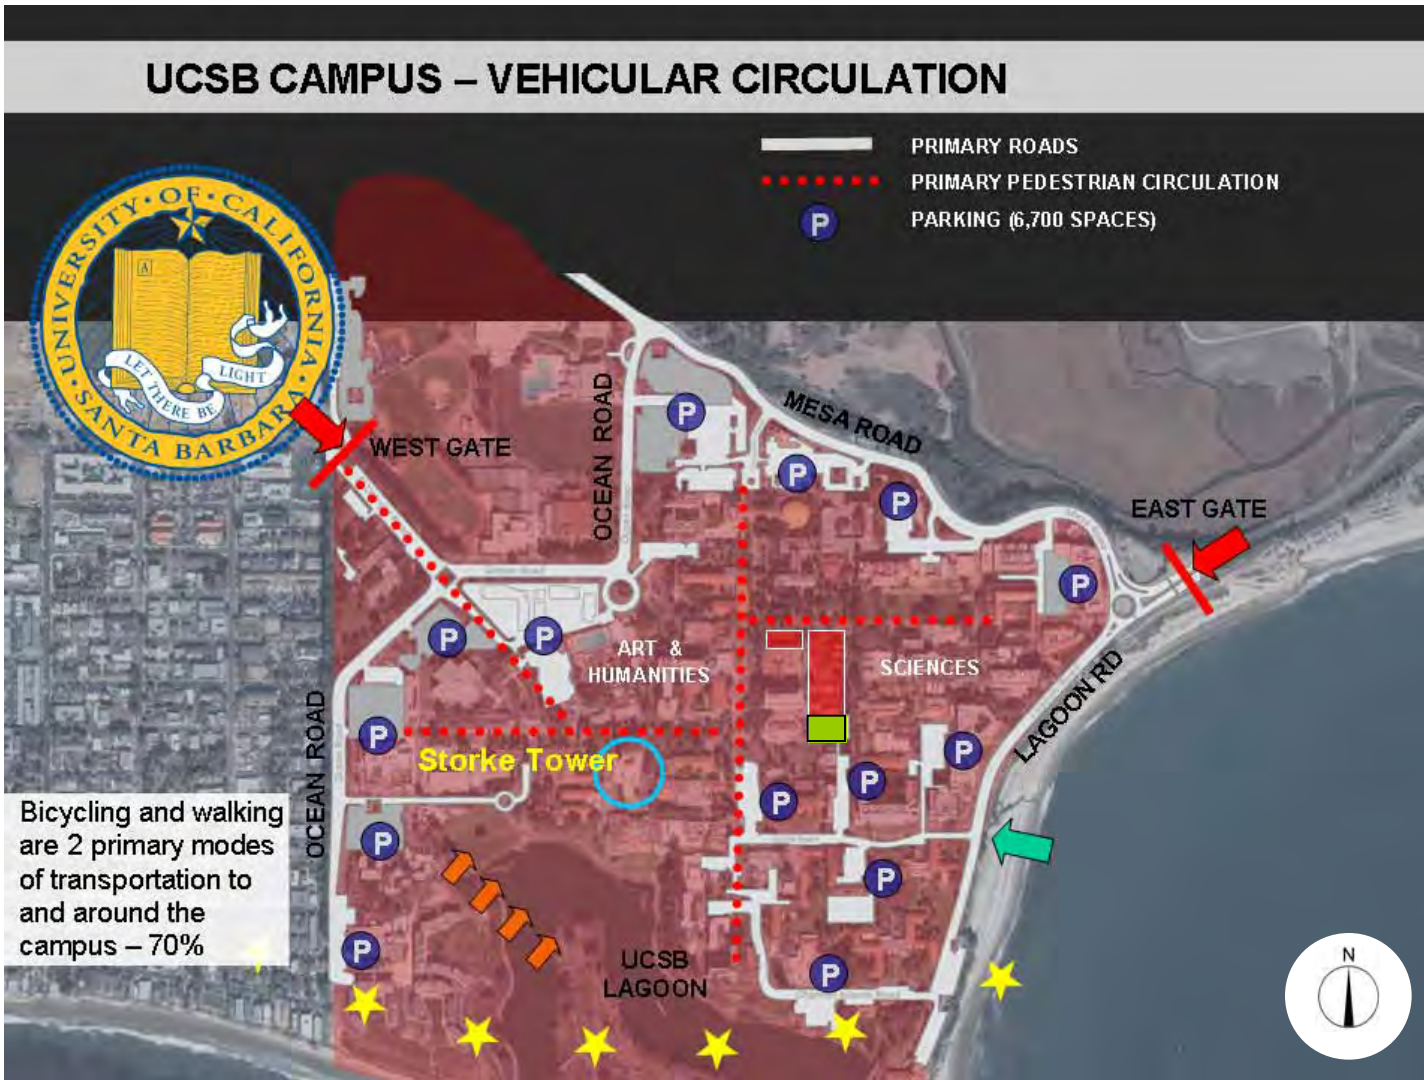 UCSB CAMPUS – VEHICULAR CIRCULATION
PRIMARY ROADS
PRIMARY PEDESTRIAN CIRCULATION
P
PARKING (6,700 SPACES)
UNIVERSITY · OF · CALIFORNIA
SANTA BARBARA
A
LET THERE BE
LIGHT
WEST GATE
OCEAN ROAD
P
MESA ROAD
P
P
EAST GATE
P
P
P
ART &
HUMANITIES
SCIENCES
LAGOON RD
OCEAN ROAD
P
Storke Tower
P
P
P
Bicycling and walking
are 2 primary modes
of transportation to
and around the
campus – 70%
P
P
P
UCSB
LAGOON
P
N